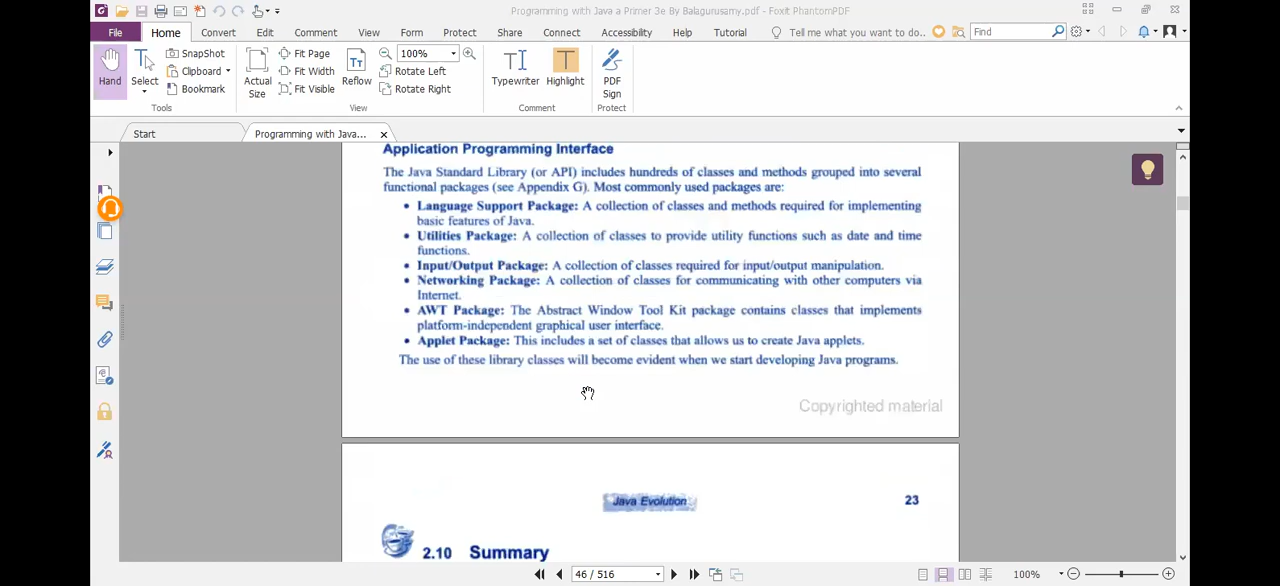 Programming with Java a Primer 3e By Balagurusamy.pdf - Foxit PhantomPDF
File Home Convert Edit Comment View Form Protect Share Connect Accessibility Help Tutorial Tell me what you want to do.. Find
Hand
Select
SnapShot
Clipboard
Bookmark
Tools
Actual Size
Fit Page
Fit Width
Fit Visible
Reflow
100%
Rotate Left
Rotate Right
View
Typewriter
Highlight
Comment
PDF Sign
Protect
Start
Programming with Java...
Application Programming Interface
The Java Standard Library (or API) includes hundreds of classes and methods grouped into several
functional packages (see Appendix G). Most commonly used packages are:
• Language Support Package: A collection of classes and methods required for implementing
basic features of Java.
• Utilities Package: A collection of classes to provide utility functions such as date and time
functions.
• Input/Output Package: A collection of classes required for input/output manipulation.
• Networking Package: A collection of classes for communicating with other computers via
Internet.
• AWT Package: The Abstract Window Tool Kit package contains classes that implements
platform-independent graphical user interface.
• Applet Package: This includes a set of classes that allows us to create Java applets.
The use of these library classes will become evident when we start developing Java programs.
Copyrighted material
Java Evolution 23
2.10 Summary
46 / 516
100%